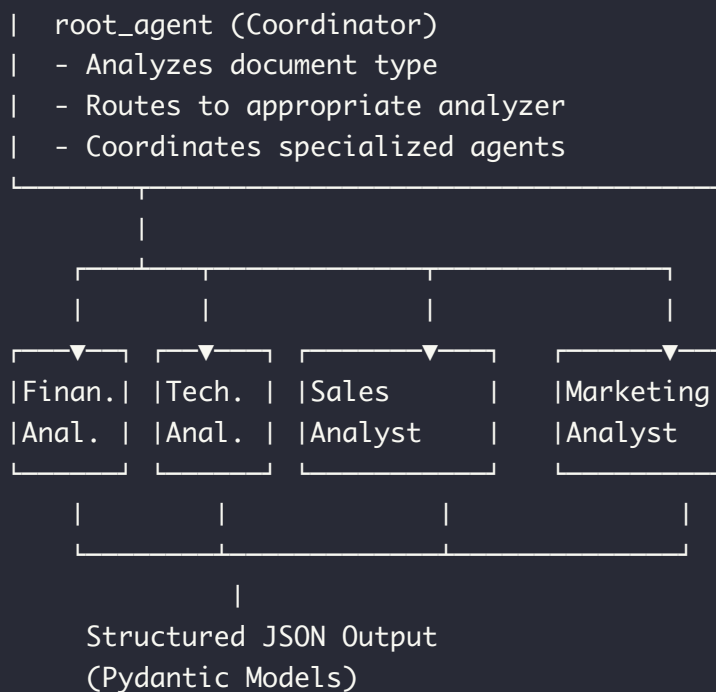 root_agent (Coordinator)
- Analyzes document type
- Routes to appropriate analyzer
- Coordinates specialized agents
Finan. Tech. Sales Marketing
Anal. Anal. Analyst Analyst
Structured JSON Output
(Pydantic Models)